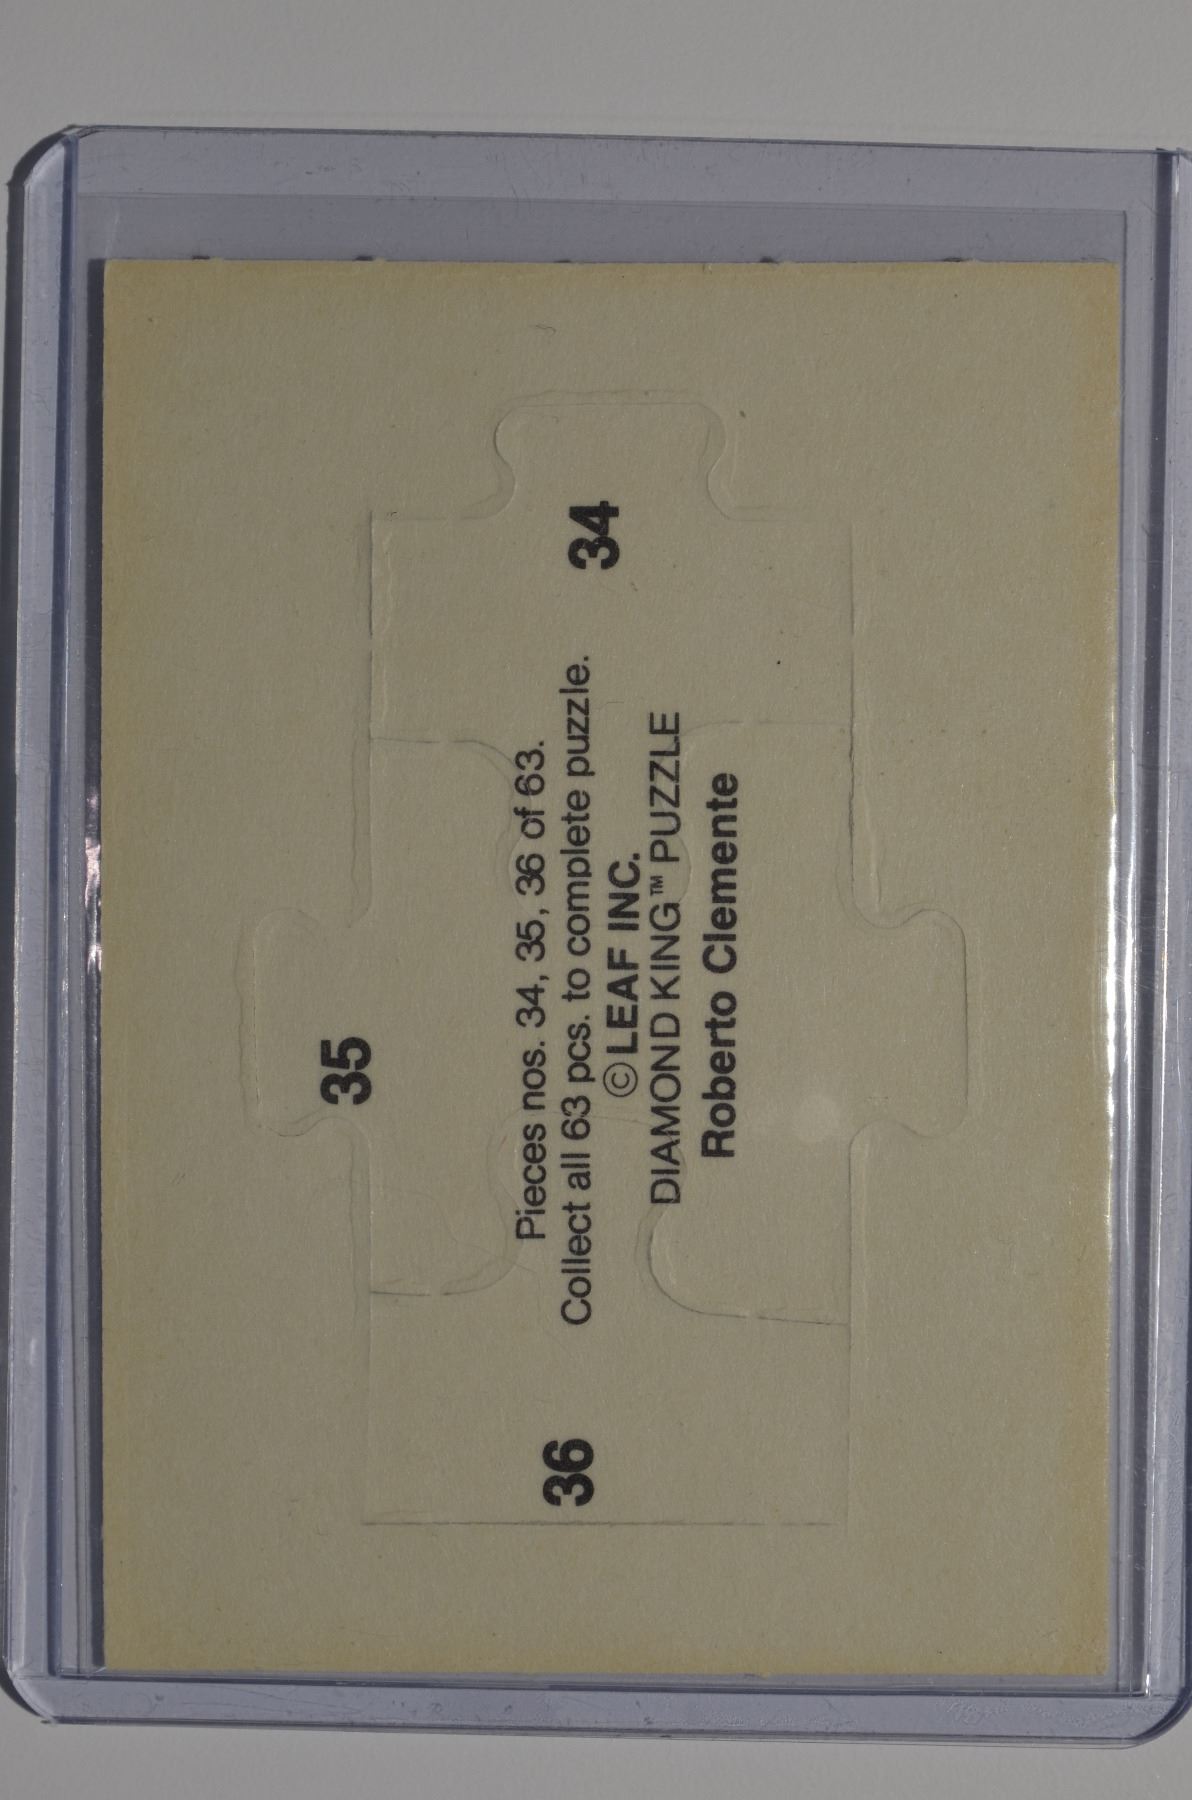 34
35
Pieces nos. 34, 35, 36 of 63.
Collect all 63 pcs. to complete puzzle.
© LEAF INC.
DIAMOND KING™ PUZZLE
Roberto Clemente
36